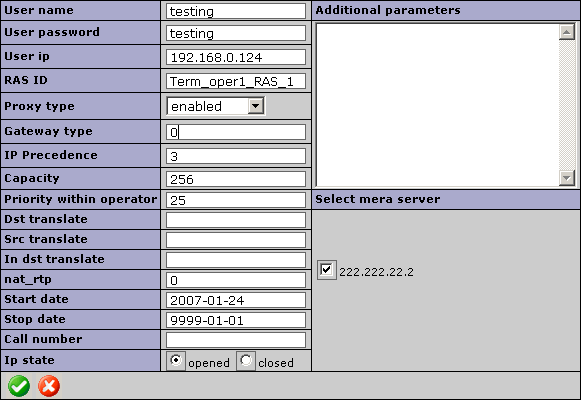 User name testing Additional parameters
User password testing
User ip 192.168.0.124
RAS ID Term_oper1_RAS_1
Proxy type enabled
Gateway type 0
IP Precedence 3
Capacity 256
Priority within operator 25 Select mera server
Dst translate
Src translate
In dst translate
222.222.22.2
nat_rtp 0
Start date 2007-01-24
Stop date 9999-01-01
Call number
Ip state opened closed